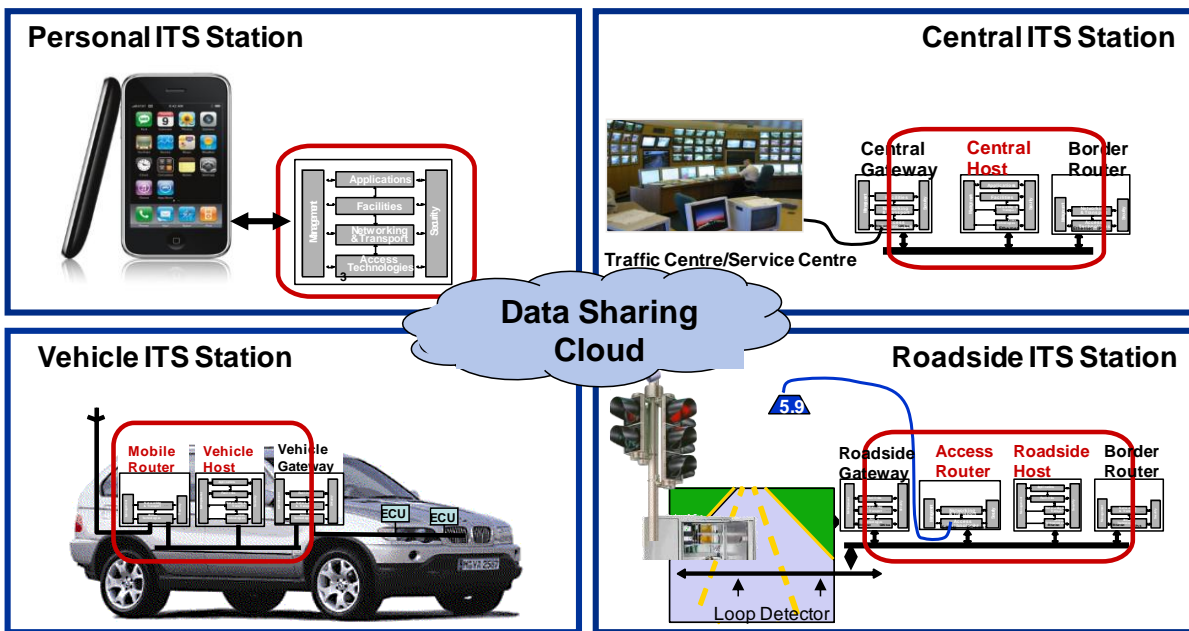 Personal ITS Station
Applications
Facilities
Networking
& Transport
Access
Technologies
3
Management
Security
Central ITS Station
Central
Gateway
Central
Host
Border
Router
Traffic Centre/Service Centre
Data Sharing
Cloud
Vehicle ITS Station
Mobile
Router
Vehicle
Host
Vehicle
Gateway
ECU
ECU
Roadside ITS Station
5.9
Roadside
Gateway
Access
Router
Roadside
Host
Border
Router
Loop Detector